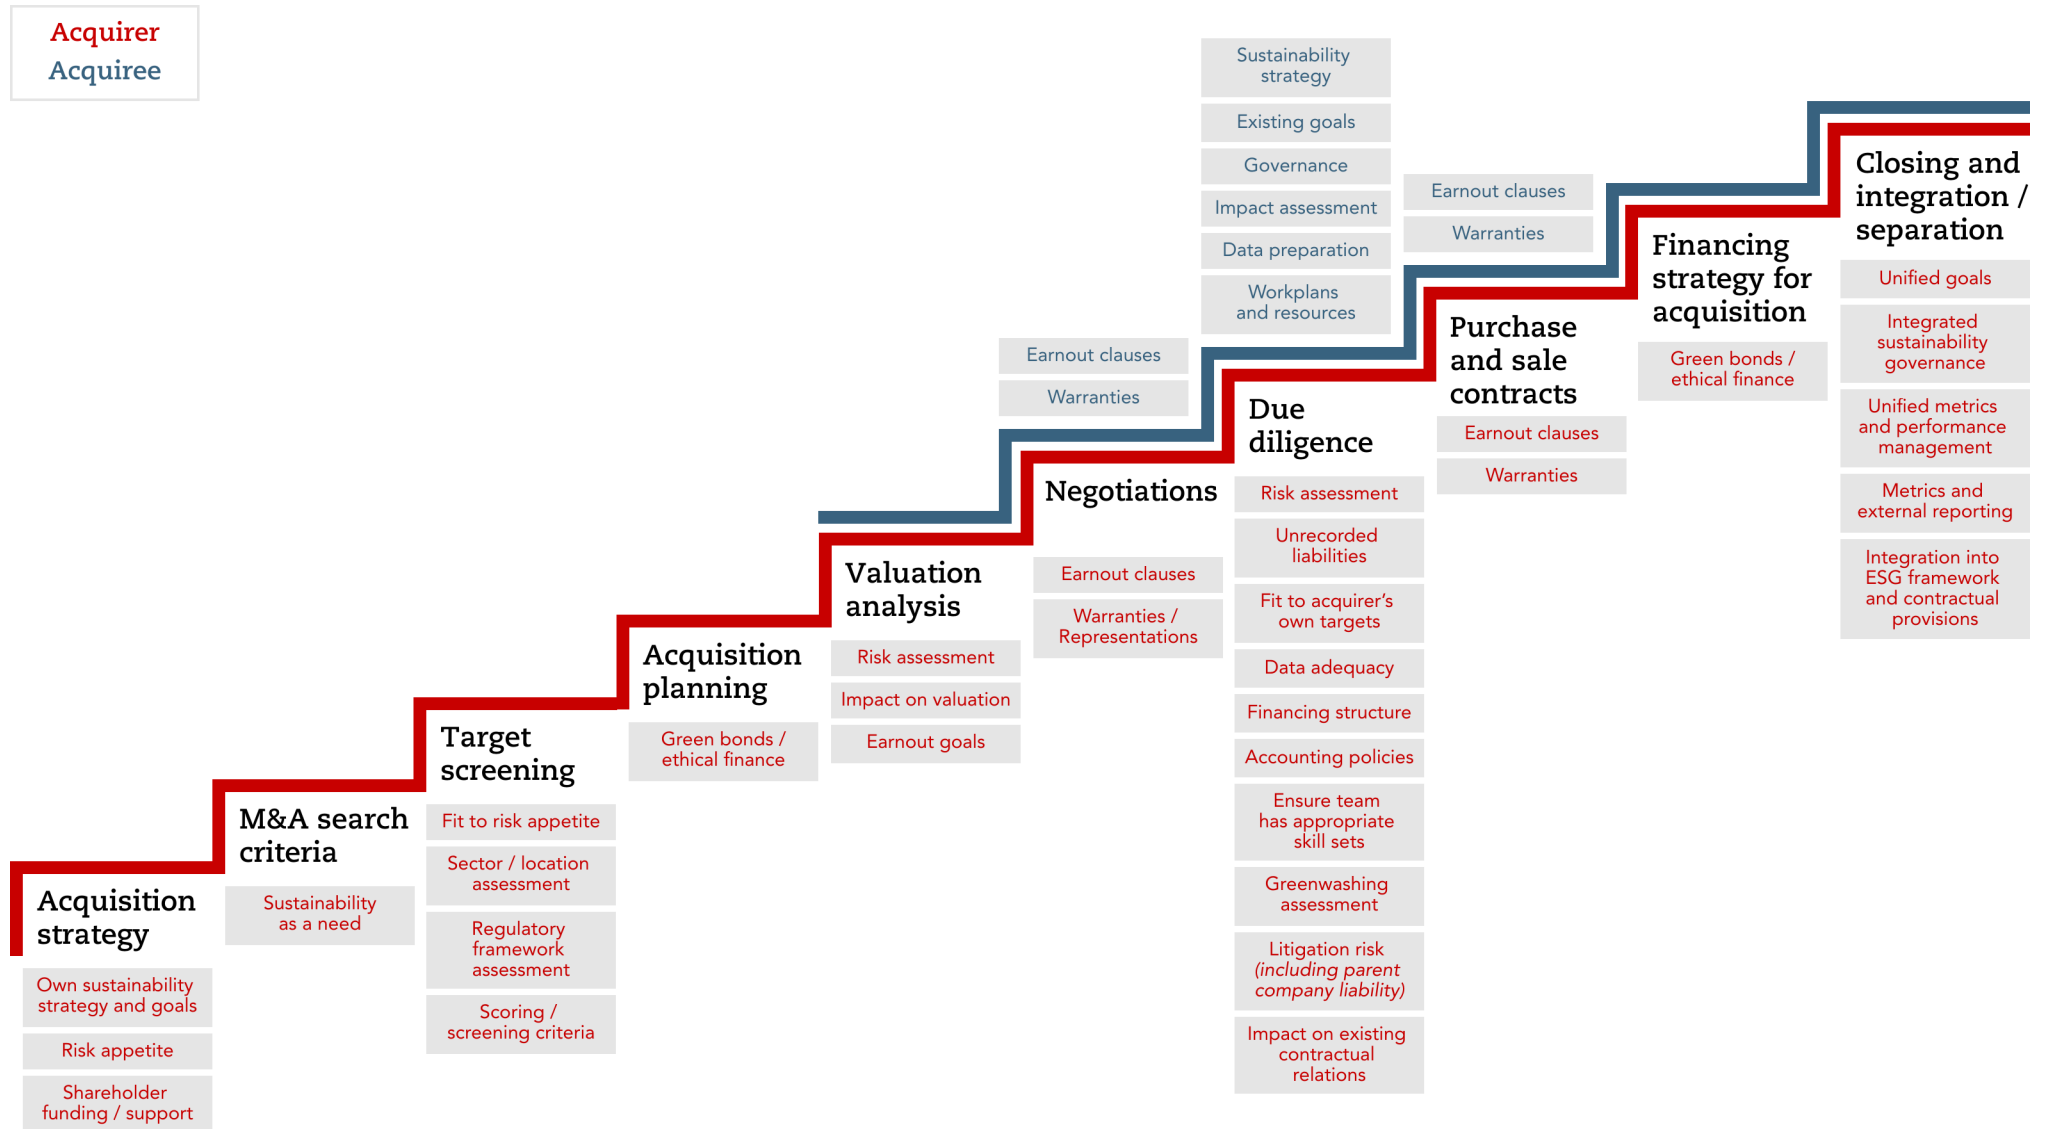 Acquirer
Acquiree
Acquisition
strategy
Own sustainability
strategy and goals
Risk appetite
Shareholder
funding / support
M&A search
criteria
Sustainability
as a need
Target
screening
Fit to risk appetite
Sector / location
assessment
Regulatory
framework
assessment
Scoring /
screening criteria
Acquisition
planning
Green bonds /
ethical finance
Valuation
analysis
Risk assessment
Impact on valuation
Earnout goals
Earnout clauses
Warranties
Negotiations
Earnout clauses
Warranties /
Representations
Sustainability
strategy
Existing goals
Governance
Impact assessment
Data preparation
Workplans
and resources
Due
diligence
Risk assessment
Unrecorded
liabilities
Fit to acquirer’s
own targets
Data adequacy
Financing structure
Accounting policies
Ensure team
has appropriate
skill sets
Greenwashing
assessment
Litigation risk
(including parent
company liability)
Impact on existing
contractual
relations
Earnout clauses
Warranties
Purchase
and sale
contracts
Earnout clauses
Warranties
Financing
strategy for
acquisition
Green bonds /
ethical finance
Closing and
integration /
separation
Unified goals
Integrated
sustainability
governance
Unified metrics
and performance
management
Metrics and
external reporting
Integration into
ESG framework
and contractual
provisions